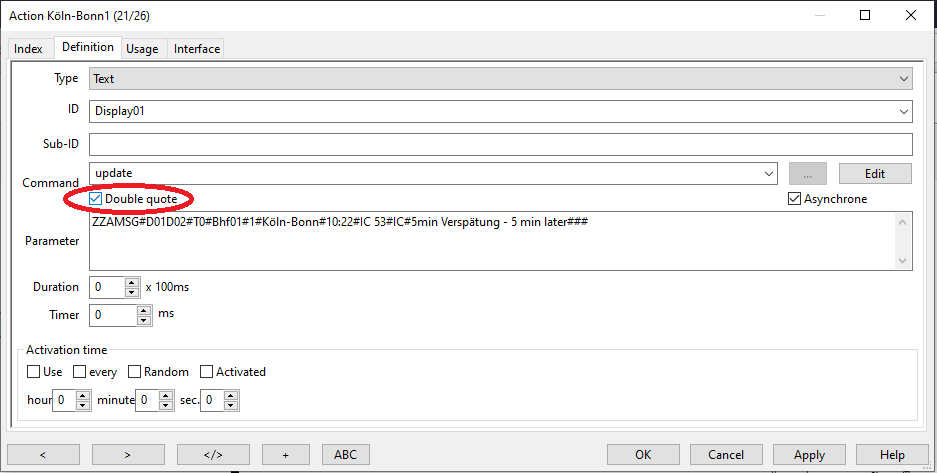 Action Köln-Bonn1 (21/26)
Index Definition Usage Interface
Type Text
ID Display01
Sub-ID
Command update ... Edit
Double quote Asynchrone
ZZAMSG#D01D02#T0#Bhf01#1#Köln-Bonn#10:22#IC 53#IC#5min Verspätung - 5 min later###
Parameter
Duration 0 x 100ms
Timer 0 ms
Activation time
Use every Random Activated
hour 0 minute 0 sec. 0
< > </> + ABC OK Cancel Apply Help